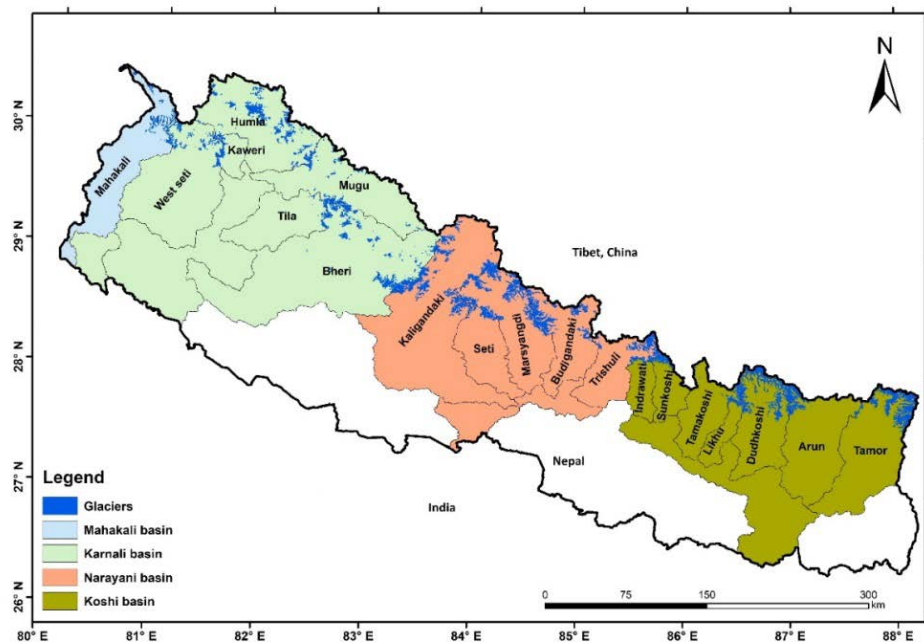 N
30° N
29° N
28° N
27° N
26° N
Humla
Kaweri
Mahakali
West seti
Mugu
Tila
Bheri
Tibet, China
Kaligandaki
Seti
Marsyangdi
Budigandaki
Trishuli
Indrawati
Sunkoshi
Tamakoshi
Likhu
Dudhkoshi
Arun
Tamor
Nepal
India
Legend
Glaciers
Mahakali basin
Karnali basin
Narayani basin
Koshi basin
0 75 150 300
km
80° E 81° E 82° E 83° E 84° E 85° E 86° E 87° E 88° E